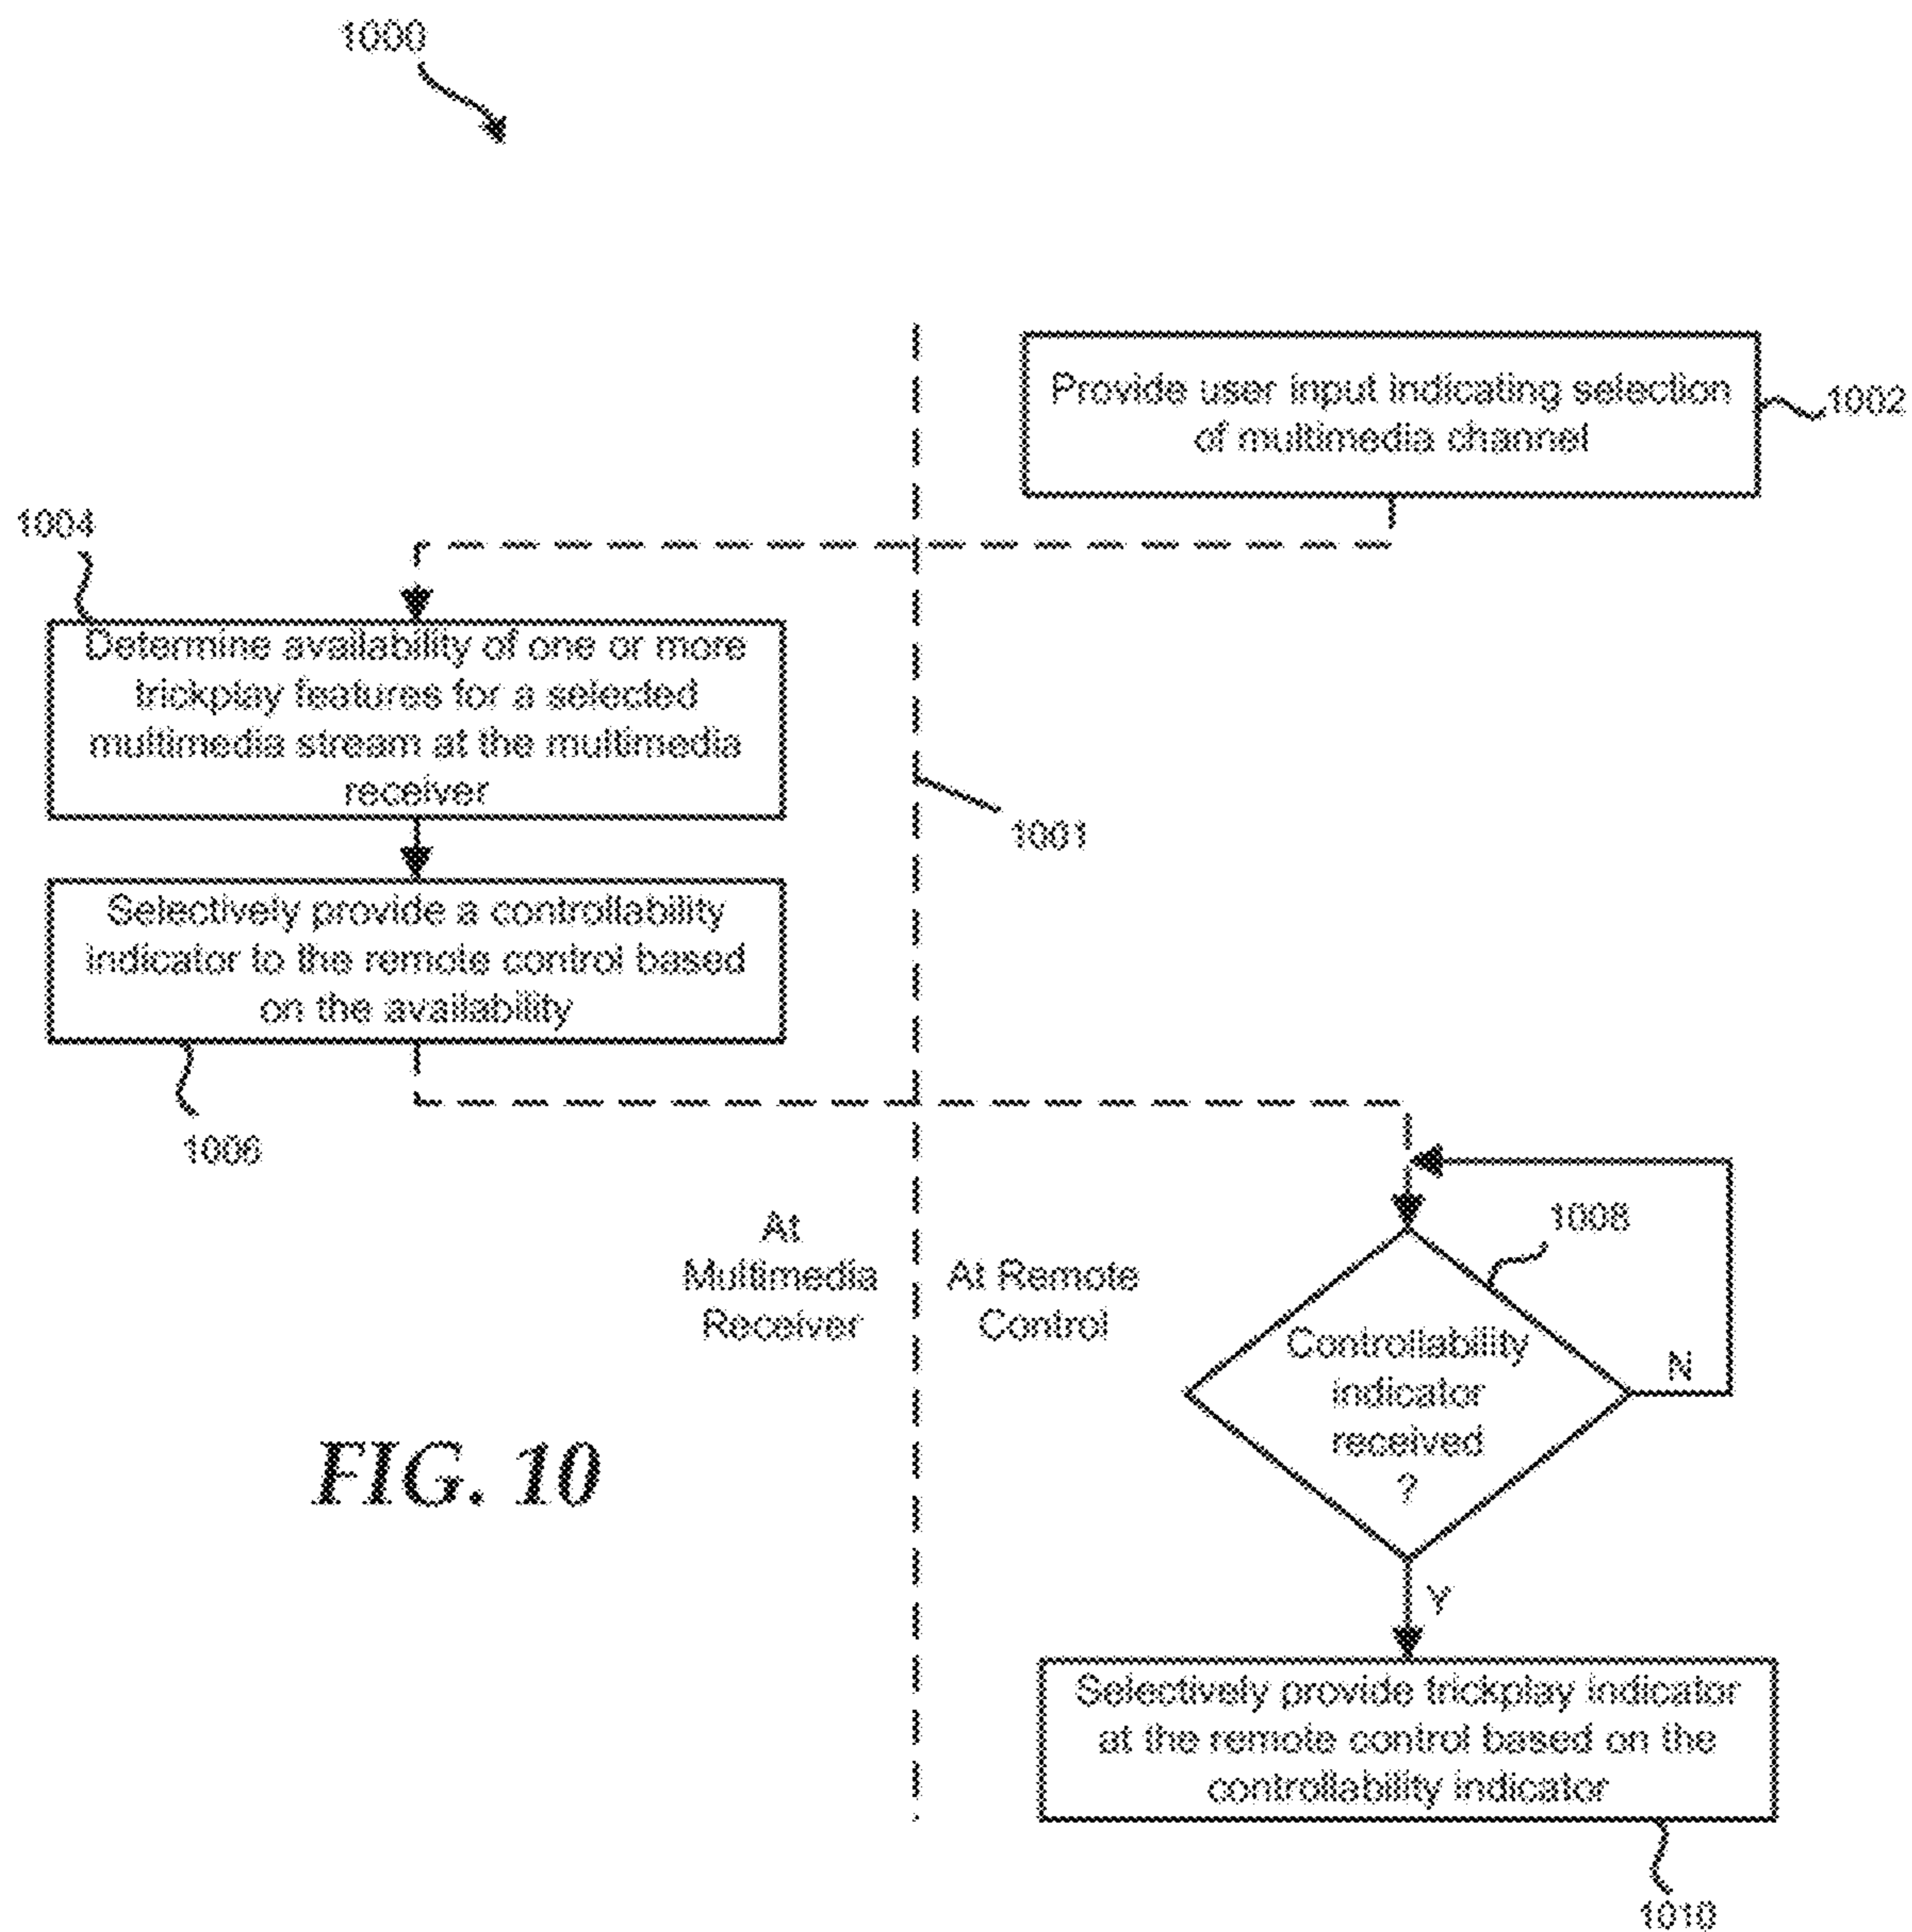 1000
Provide user input indicating selection
of multimedia channel
1002
1004
Determine availability of one or more
trickplay features for a selected
multimedia stream at the multimedia
receiver
1001
Selectively provide a controllability
indicator to the remote control based
on the availability
1006
At
Multimedia
Receiver
At Remote
Control
1008
Controllability
indicator
received
?
N
Y
FIG. 10
Selectively provide trickplay indicator
at the remote control based on the
controllability indicator
1010